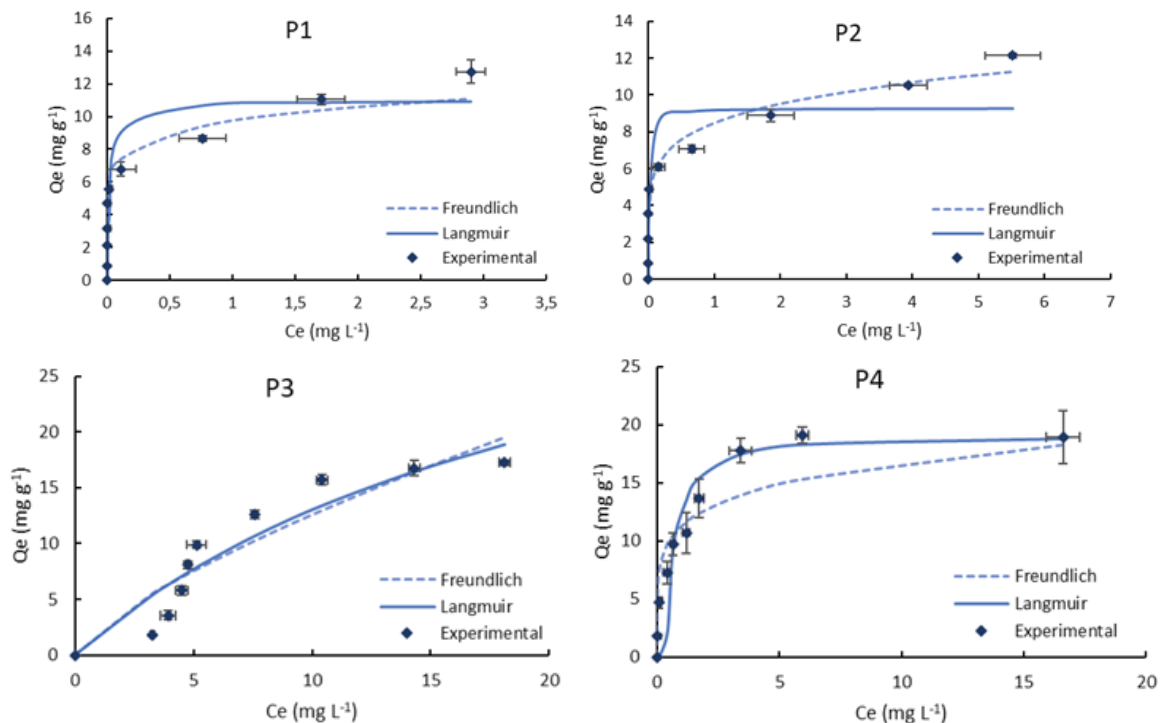 P1
16
14
12
10
8
6
4
2
0
Qe (mg g⁻¹)
Freundlich
Langmuir
Experimental
0 0,5 1 1,5 2 2,5 3 3,5
Ce (mg L⁻¹)
P2
14
12
10
8
6
4
2
0
Qe (mg g⁻¹)
Freundlich
Langmuir
Experimental
0 1 2 3 4 5 6 7
Ce (mg L⁻¹)
P3
25
20
15
10
5
0
Qe (mg g⁻¹)
Freundlich
Langmuir
Experimental
0 5 10 15 20
Ce (mg L⁻¹)
P4
25
20
15
10
5
0
Qe (mg g⁻¹)
Freundlich
Langmuir
Experimental
0 5 10 15 20
Ce (mg L⁻¹)